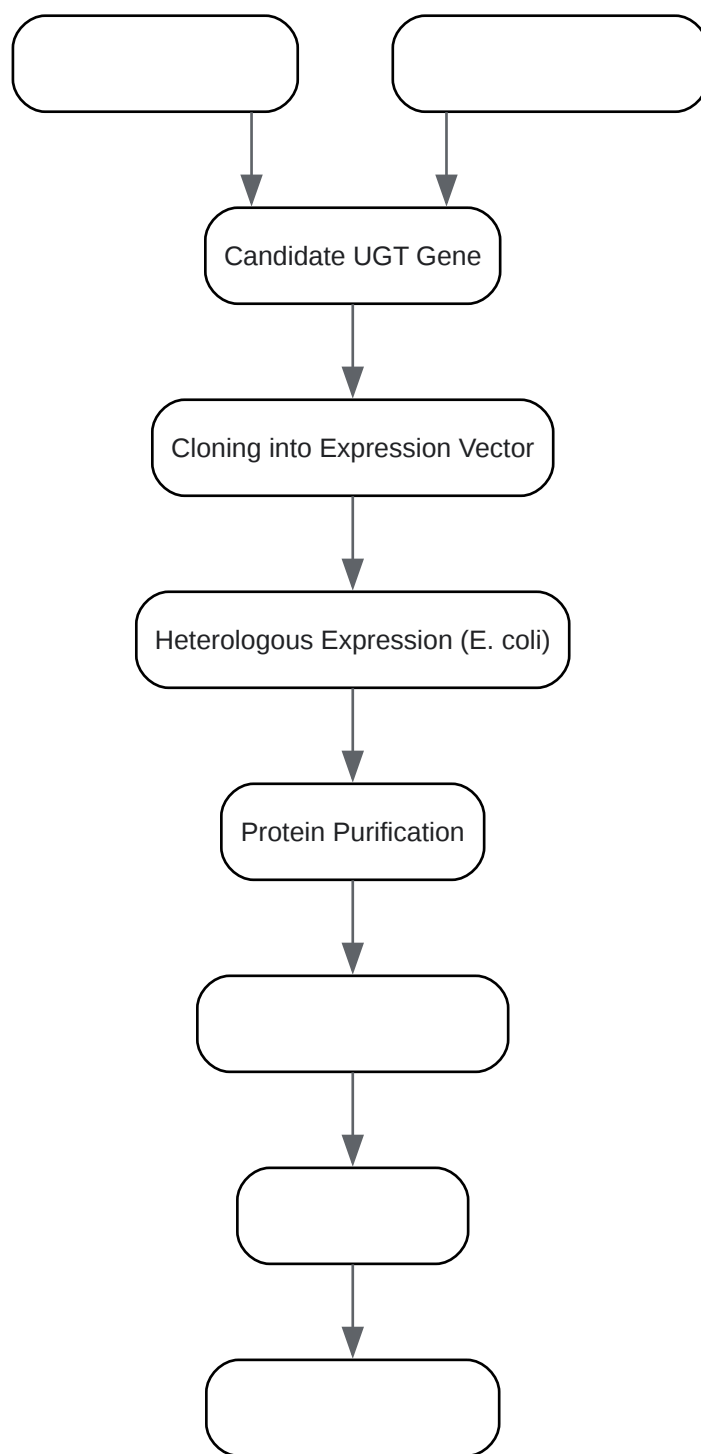 Candidate UGT Gene
Cloning into Expression Vector
Heterologous Expression (E. coli)
Protein Purification